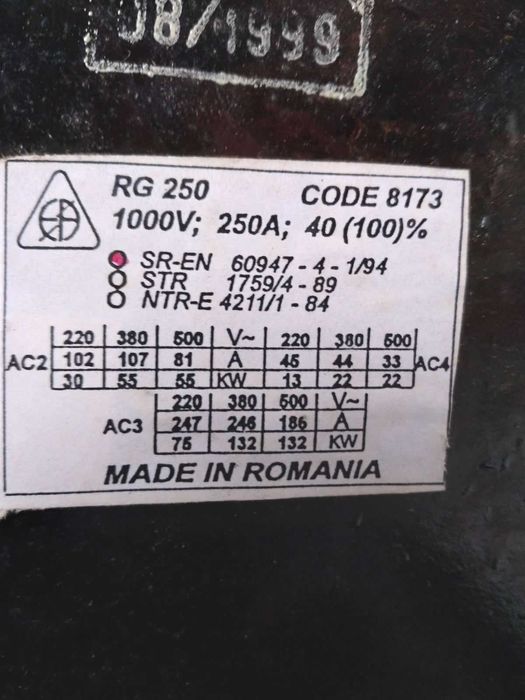 08/1999
RG 250 CODE 8173
1000V; 250A; 40 (100)%
SR-EN 60947 - 4 - 1/94
STR 1759/4 - 89
NTR-E 4211/1 - 84
220 380 500 V~ 220 380 500
AC2 102 107 81 A 45 44 33 AC4
30 55 55 KW 13 22 22
220 380 500 V~
AC3 247 246 186 A
75 132 132 KW
MADE IN ROMANIA